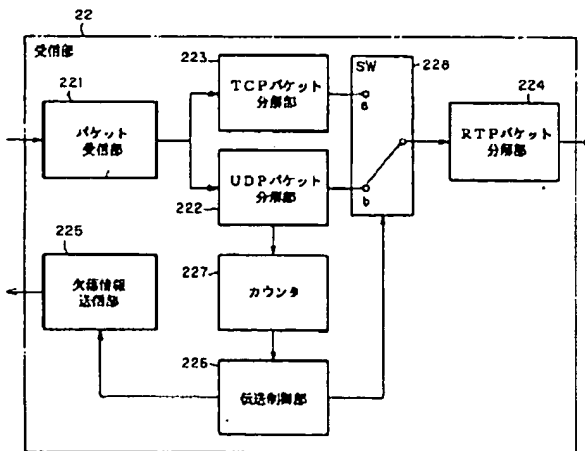 22
受信部
221
パケット
受信部
223
TCPパケット
分解部
SW
228
a
b
224
RTPパケット
分解部
UDPパケット
分解部
222
225
欠落情報
送信部
227
カウンタ
226
伝送制御部